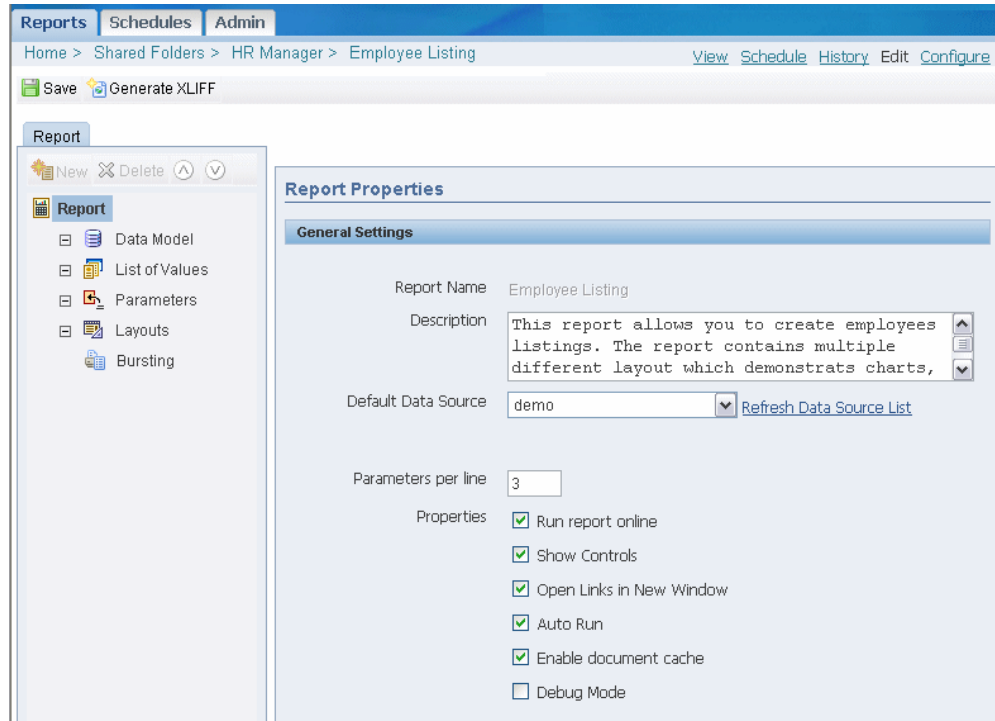 Reports Schedules Admin
Home > Shared Folders > HR Manager > Employee Listing
View Schedule History Edit Configure
Save Generate XLIFF
Report
New Delete
Report
Data Model
List of Values
Parameters
Layouts
Bursting
Report Properties
General Settings
Report Name Employee Listing
Description This report allows you to create employees
listings. The report contains multiple
different layout which demonstrats charts,
Default Data Source demo Refresh Data Source List
Parameters per line 3
Properties Run report online
Show Controls
Open Links in New Window
Auto Run
Enable document cache
Debug Mode